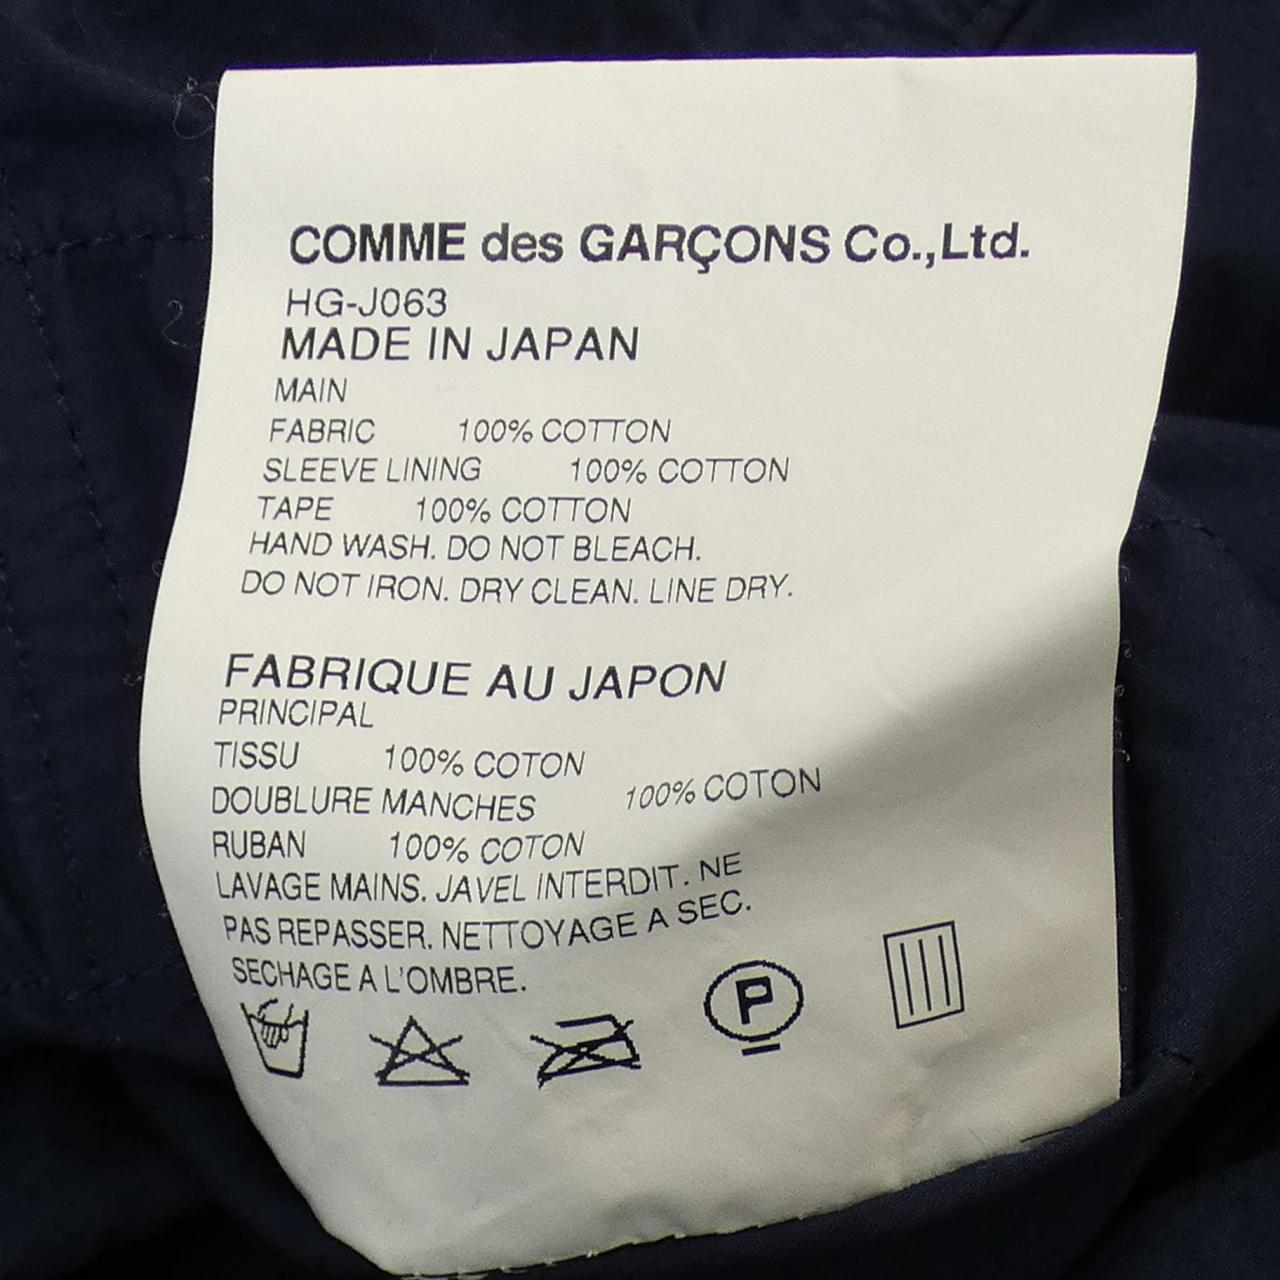 COMME des GARÇONS Co.,Ltd.
HG-J063
MADE IN JAPAN
MAIN
FABRIC 100% COTTON
SLEEVE LINING 100% COTTON
TAPE 100% COTTON
HAND WASH. DO NOT BLEACH.
DO NOT IRON. DRY CLEAN. LINE DRY.
FABRIQUE AU JAPON
PRINCIPAL
TISSU 100% COTON
DOUBLURE MANCHES 100% COTON
RUBAN 100% COTON
LAVAGE MAINS. JAVEL INTERDIT. NE
PAS REPASSER. NETTOYAGE A SEC.
SECHAGE A L'OMBRE.
P